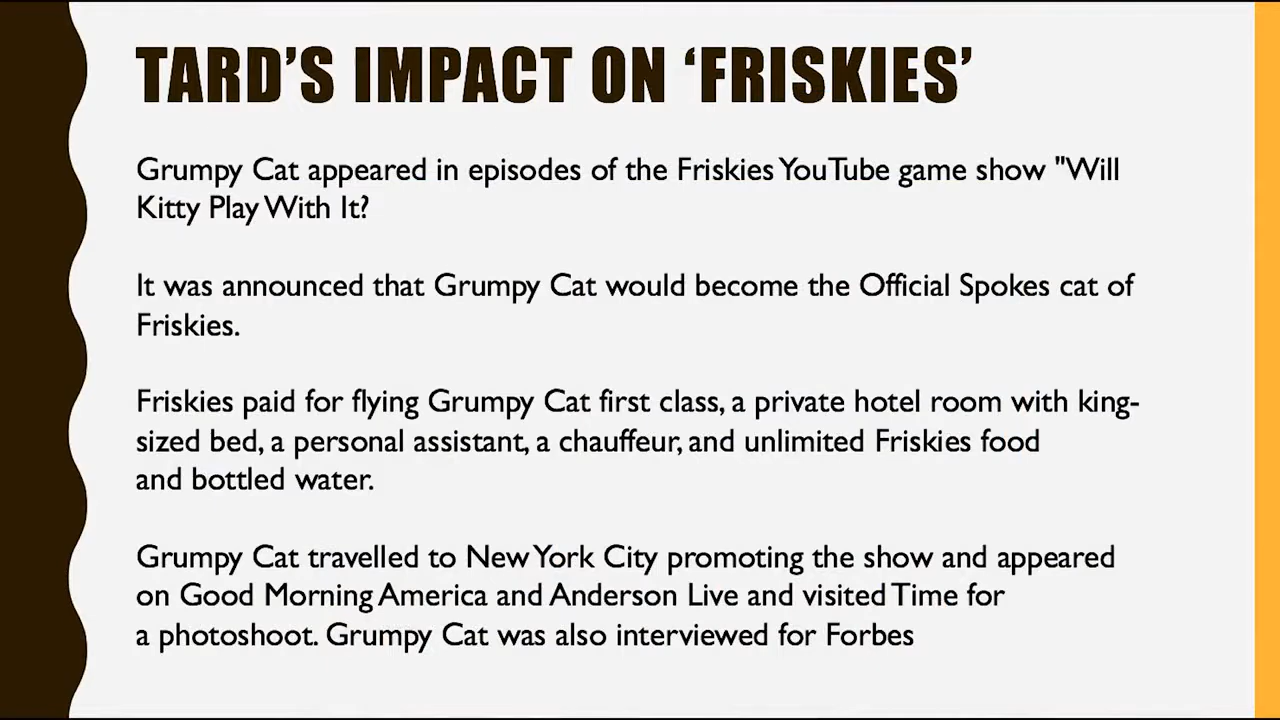 TARD'S IMPACT ON ‘FRISKIES’
Grumpy Cat appeared in episodes of the Friskies YouTube game show "Will
Kitty Play With It?
It was announced that Grumpy Cat would become the Official Spokes cat of
Friskies.
Friskies paid for flying Grumpy Cat first class, a private hotel room with king-
sized bed, a personal assistant, a chauffeur, and unlimited Friskies food
and bottled water.
Grumpy Cat travelled to New York City promoting the show and appeared
on Good Morning America and Anderson Live and visited Time for
a photoshoot. Grumpy Cat was also interviewed for Forbes